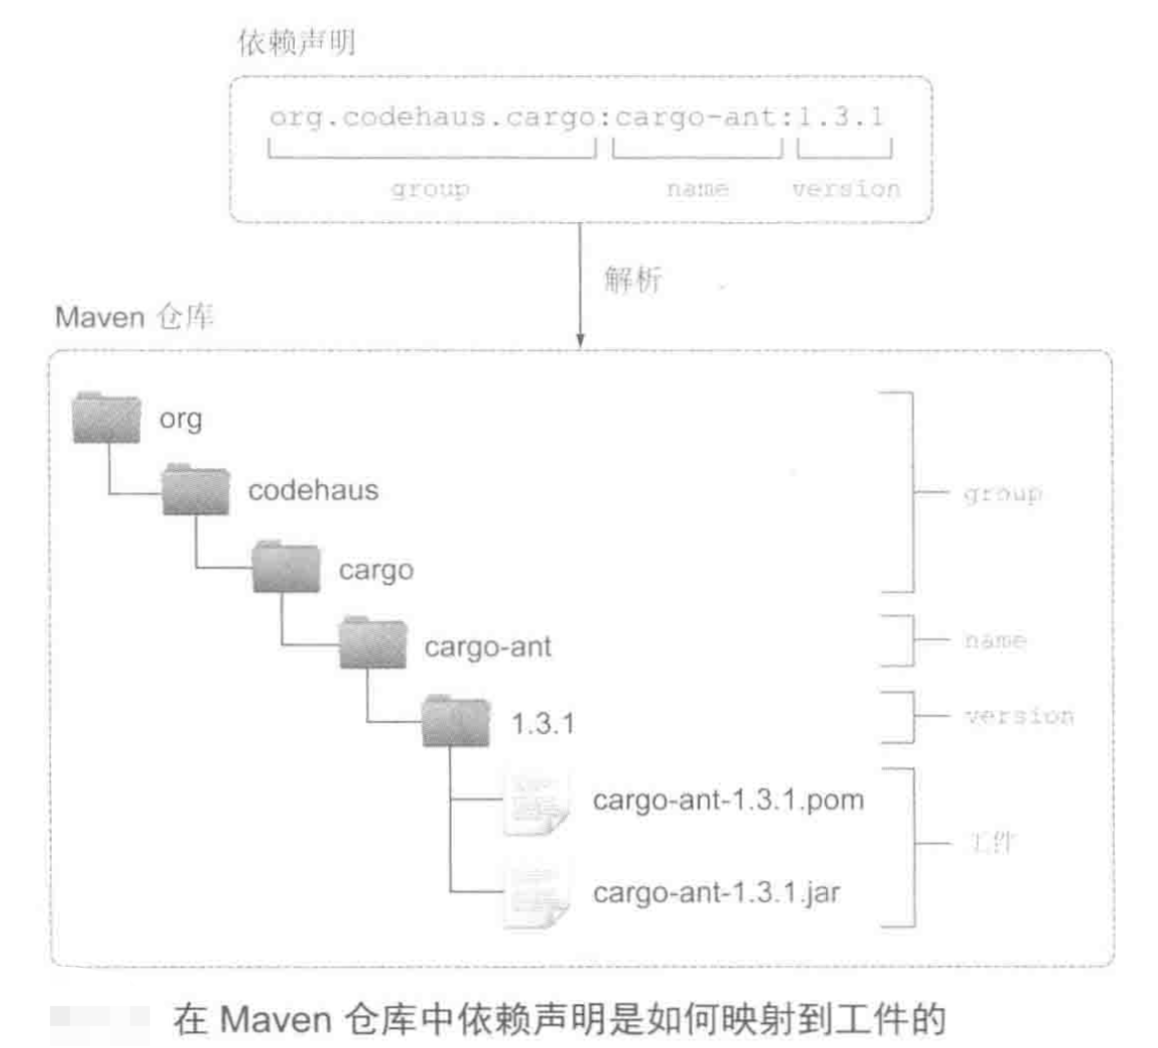 依赖声明
org.codehaus.cargo:cargo-ant:1.3.1
group name version
解析
Maven 仓库
org
codehaus
group
cargo
cargo-ant
name
1.3.1
version
cargo-ant-1.3.1.pom
工件
cargo-ant-1.3.1.jar
在 Maven 仓库中依赖声明是如何映射到工件的